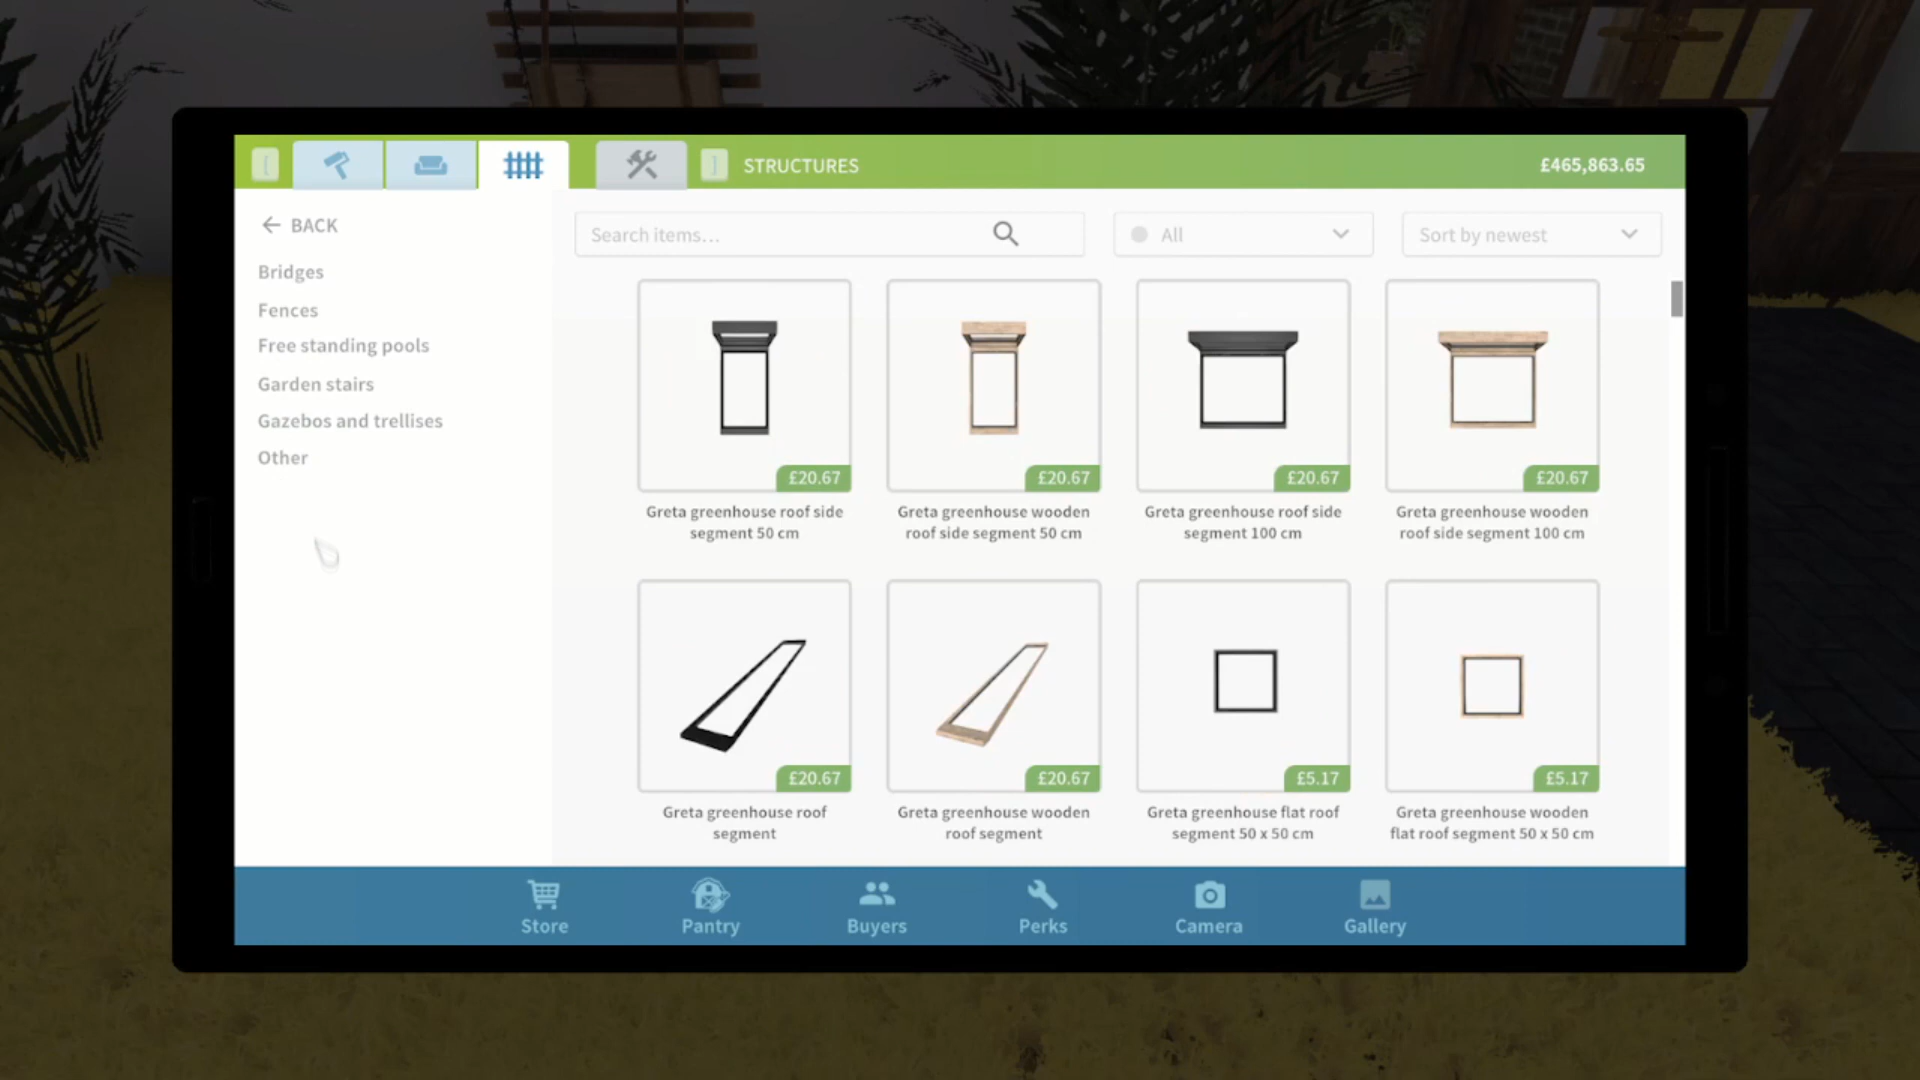 [
]
STRUCTURES
£465,863.65
BACK
Bridges
Fences
Free standing pools
Garden stairs
Gazebos and trellises
Other
Search items...
All
Sort by newest
£20.67
£20.67
£20.67
£20.67
Greta greenhouse roof side
segment 50 cm
Greta greenhouse wooden
roof side segment 50 cm
Greta greenhouse roof side
segment 100 cm
Greta greenhouse wooden
roof side segment 100 cm
£20.67
£20.67
£5.17
£5.17
Greta greenhouse roof
segment
Greta greenhouse wooden
roof segment
Greta greenhouse flat roof
segment 50 x 50 cm
Greta greenhouse wooden
flat roof segment 50 x 50 cm
Store
Pantry
Buyers
Perks
Camera
Gallery